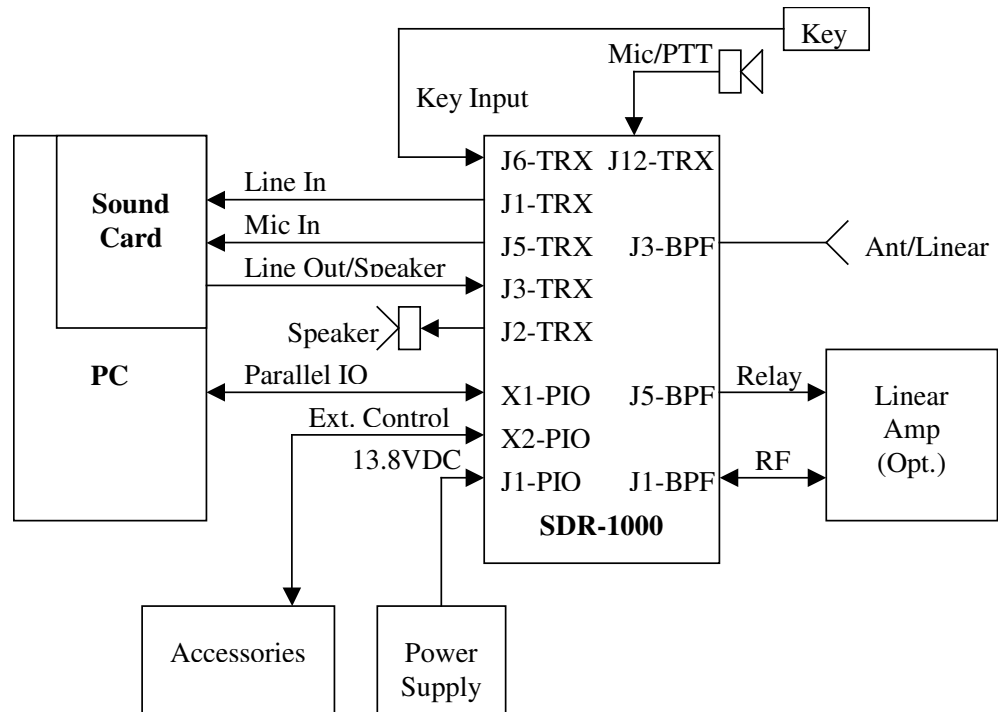 Key
Mic/PTT
Key Input
J6-TRX J12-TRX
Line In
J1-TRX
Sound
Card
Mic In
J5-TRX J3-BPF
Ant/Linear
Line Out/Speaker
J3-TRX
Speaker
J2-TRX
PC
Parallel IO
X1-PIO J5-BPF
Relay
Linear
Amp
(Opt.)
Ext. Control
X2-PIO
13.8VDC
J1-PIO J1-BPF
RF
SDR-1000
Accessories
Power
Supply